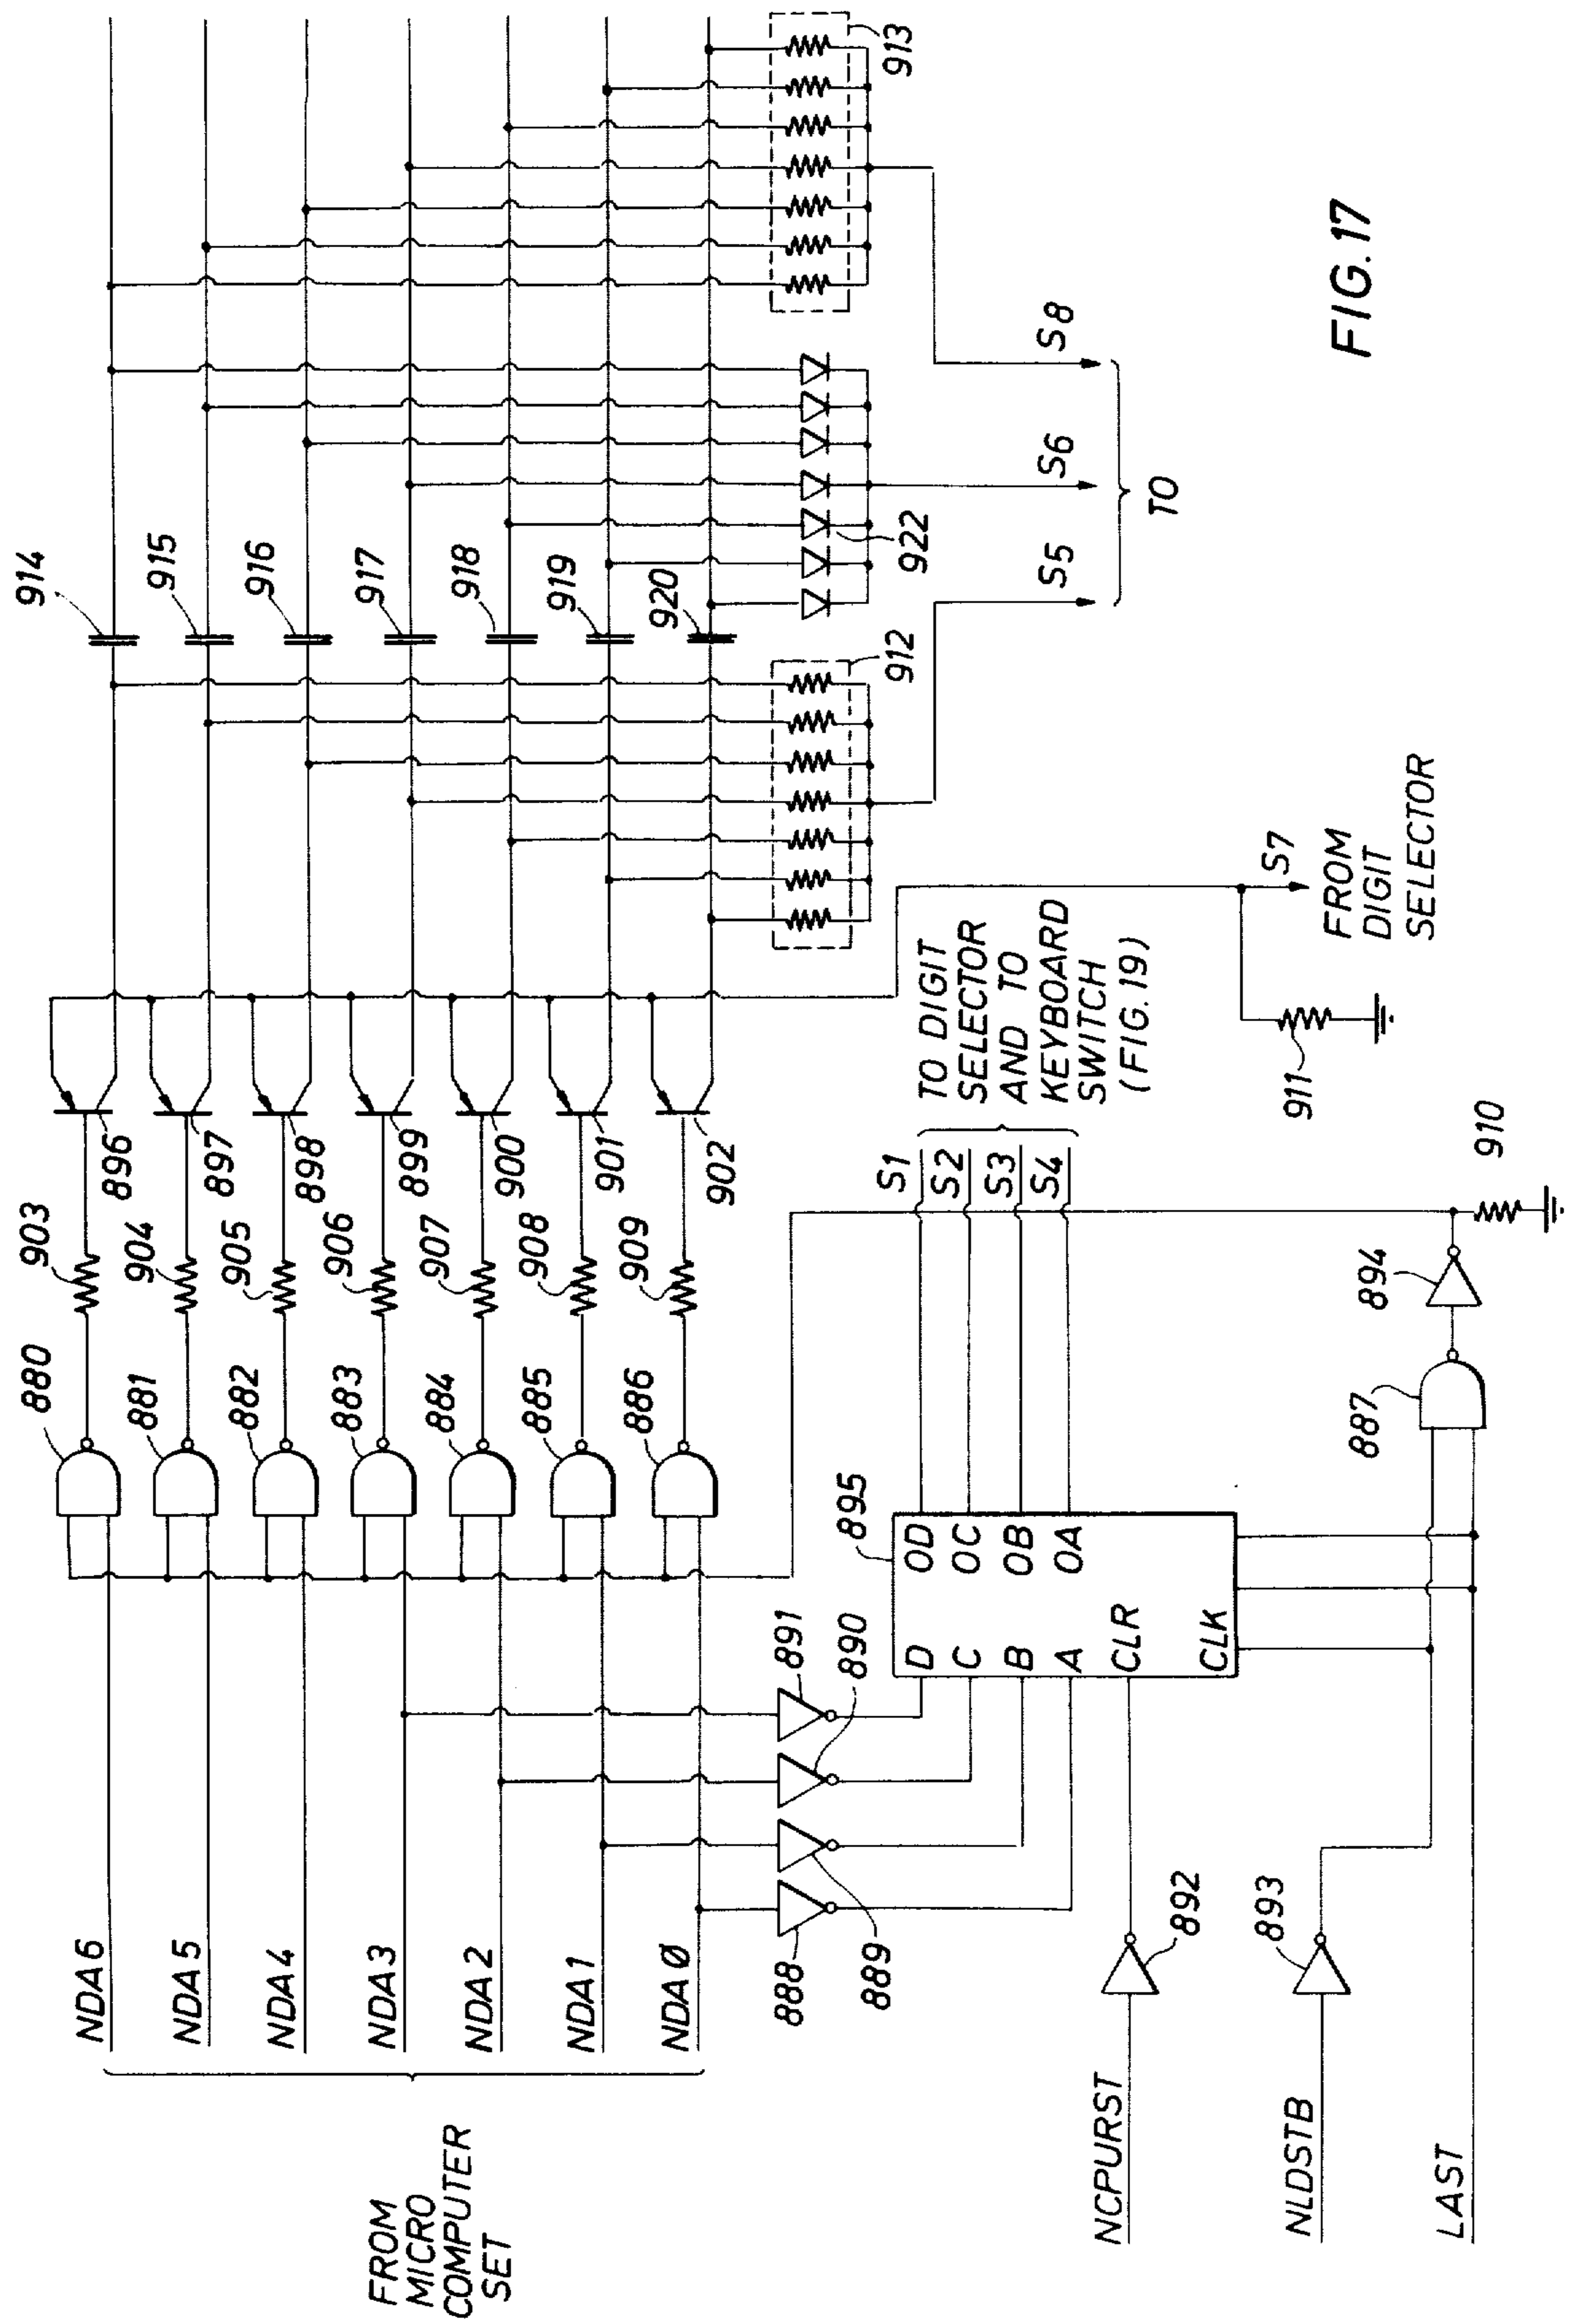 FROM
MICRO
COMPUTER
SET
NDA6
NDA5
NDA4
NDA3
NDA2
NDA1
NDAØ
880
881
882
883
884
885
886
903
904
905
906
907
908
909
896
897
898
899
900
901
902
914
915
916
917
918
919
920
912
922
913
888
889
890
891
895
D
C
B
A
CLR
CLK
OD
OC
OB
OA
S1
S2
S3
S4
TO DIGIT
SELECTOR
AND TO
KEYBOARD
SWITCH
(FIG.19)
NCPURST
892
NLDSTB
893
LAST
887
894
910
911
S7
FROM
DIGIT
SELECTOR
S5
S6
S8
TO
FIG.17